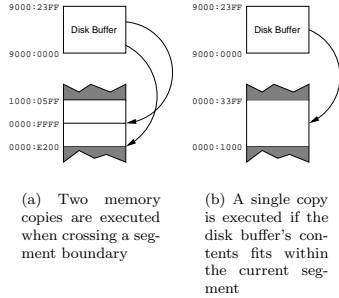 9000:23FF
Disk Buffer
9000:0000
1000:05FF
0000:FFFF
0000:E200
(a) Two memory
copies are executed
when crossing a seg-
ment boundary
9000:23FF
Disk Buffer
9000:0000
0000:33FF
0000:1000
(b) A single copy
is executed if the
disk buffer's con-
tents fits within
the current seg-
ment